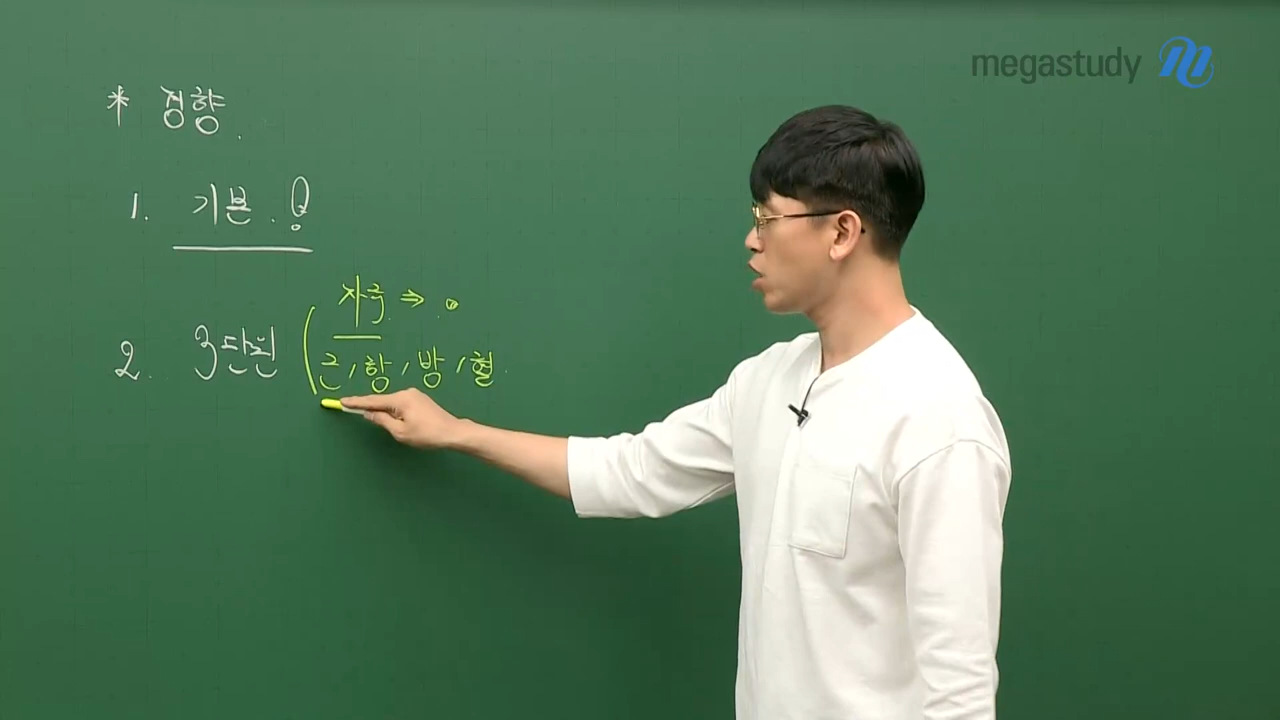 megastudy
* 경향.
1. 기본.!
자극 ⇒ .
2. 3단원 (근/항/방/혈.